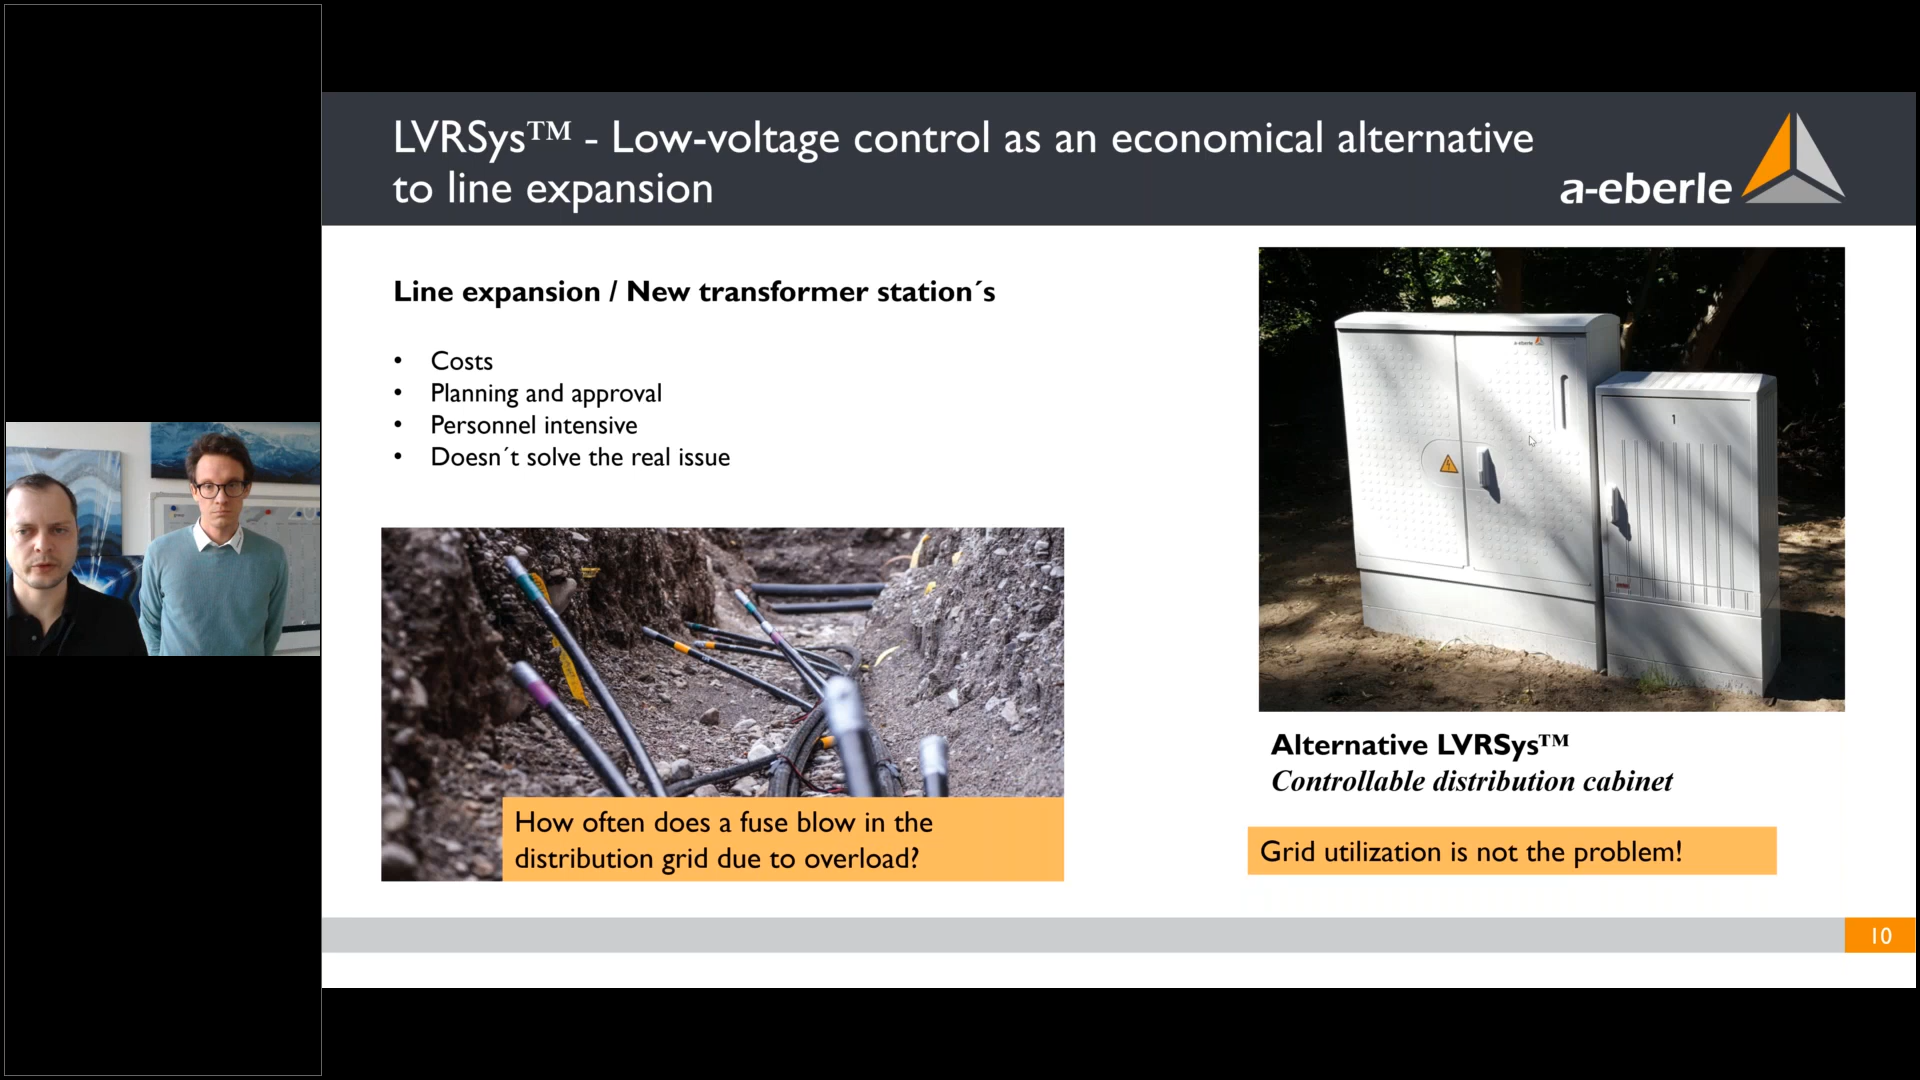 LVRSys™ - Low-voltage control as an economical alternative
to line expansion
a-eberle
Line expansion / New transformer station´s
• Costs
• Planning and approval
• Personnel intensive
• Doesn´t solve the real issue
How often does a fuse blow in the
distribution grid due to overload?
a-eberle
1
Alternative LVRSys™
Controllable distribution cabinet
Grid utilization is not the problem!
10